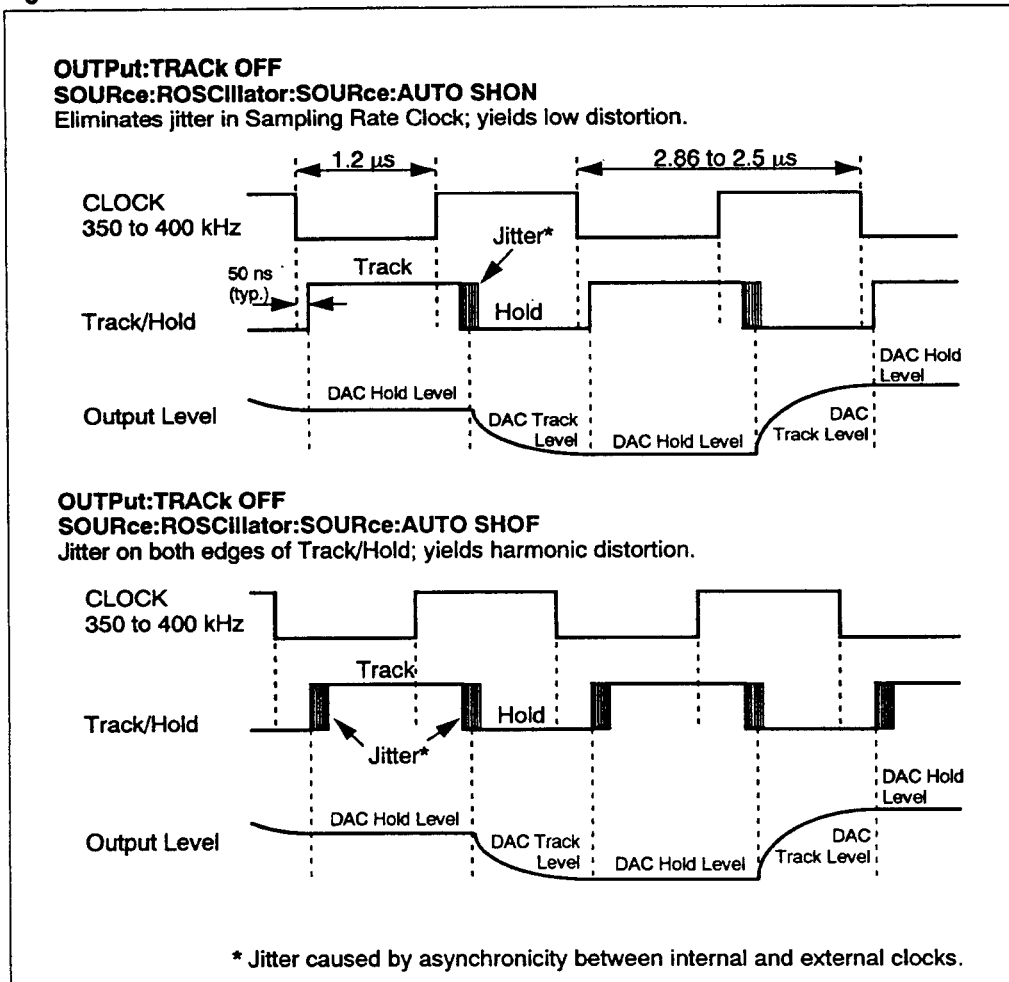 OUTPut:TRACk OFF
SOURce:ROSCillator:SOURce:AUTO SHON
Eliminates jitter in Sampling Rate Clock; yields low distortion.
1.2 µs
2.86 to 2.5 µs
CLOCK
350 to 400 kHz
Jitter*
50 ns
(typ.)
Track
Hold
Track/Hold
DAC Hold
Level
DAC Hold Level
Output Level
DAC Track
Level
DAC Hold Level
DAC
Track Level
OUTPut:TRACk OFF
SOURce:ROSCillator:SOURce:AUTO SHOF
Jitter on both edges of Track/Hold; yields harmonic distortion.
CLOCK
350 to 400 kHz
Track
Track/Hold
Hold
Jitter*
DAC Hold
Level
DAC Hold Level
Output Level
DAC Track
Level
DAC Hold Level
DAC
Track Level
* Jitter caused by asynchronicity between internal and external clocks.